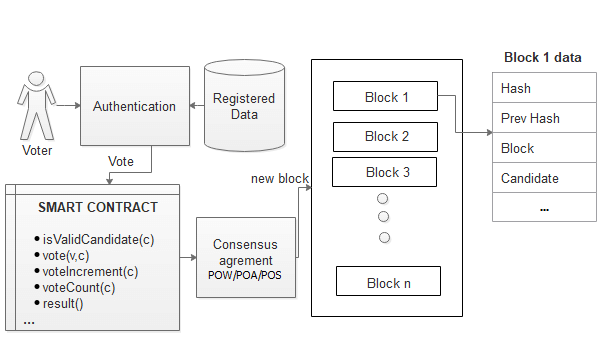 Voter
Authentication
Registered
Data
Vote
SMART CONTRACT
• isValidCandidate(c)
• vote(v,c)
• voteIncrement(c)
• voteCount(c)
• result()
...
Consensus
agrement
POW/POA/POS
new block
Block 1
Block 2
Block 3
Block n
Block 1 data
Hash
Prev Hash
Block
Candidate
...